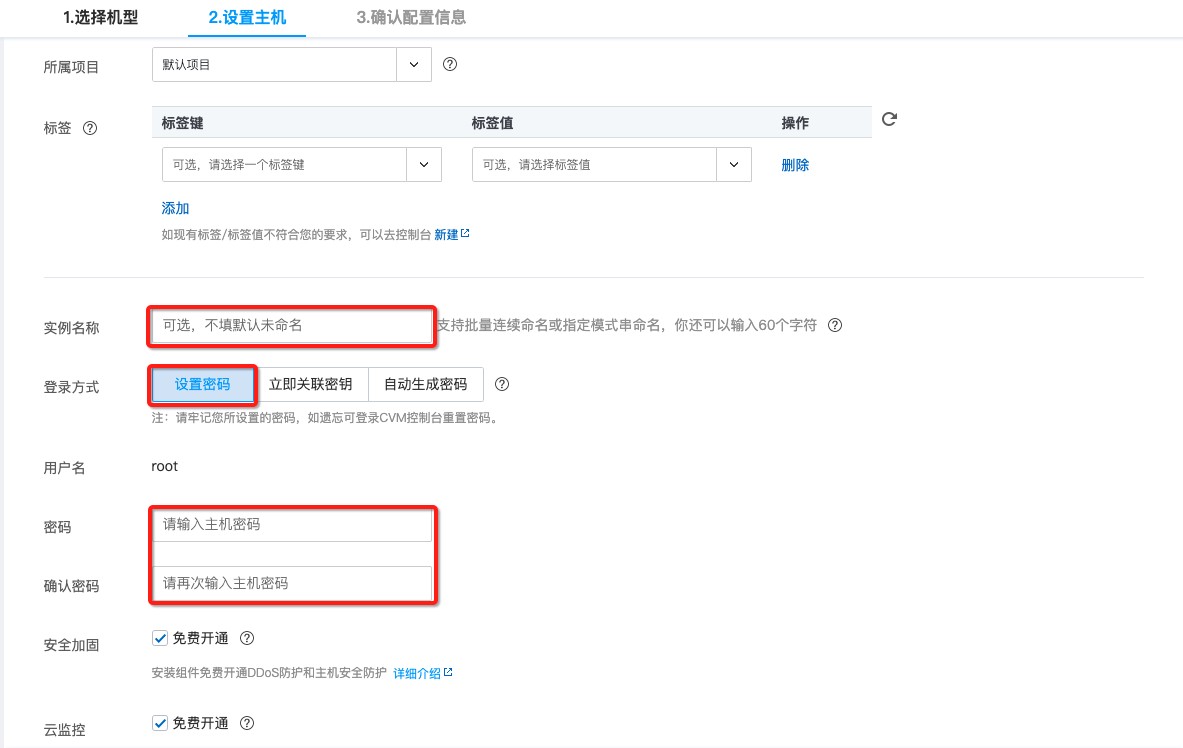 1.选择机型 2.设置主机 3.确认配置信息
所属项目 默认项目
标签 标签键 标签值 操作
可选，请选择一个标签键 可选，请选择标签值 删除
添加
如现有标签/标签值不符合您的要求，可以去控制台 新建
实例名称 可选，不填默认未命名 支持批量连续命名或指定模式串命名，你还可以输入60个字符
登录方式 设置密码 立即关联密钥 自动生成密码
注：请牢记您所设置的密码，如遗忘可登录CVM控制台重置密码。
用户名 root
密码 请输入主机密码
确认密码 请再次输入主机密码
安全加固 免费开通
安装组件免费开通DDoS防护和主机安全防护 详细介绍
云监控 免费开通